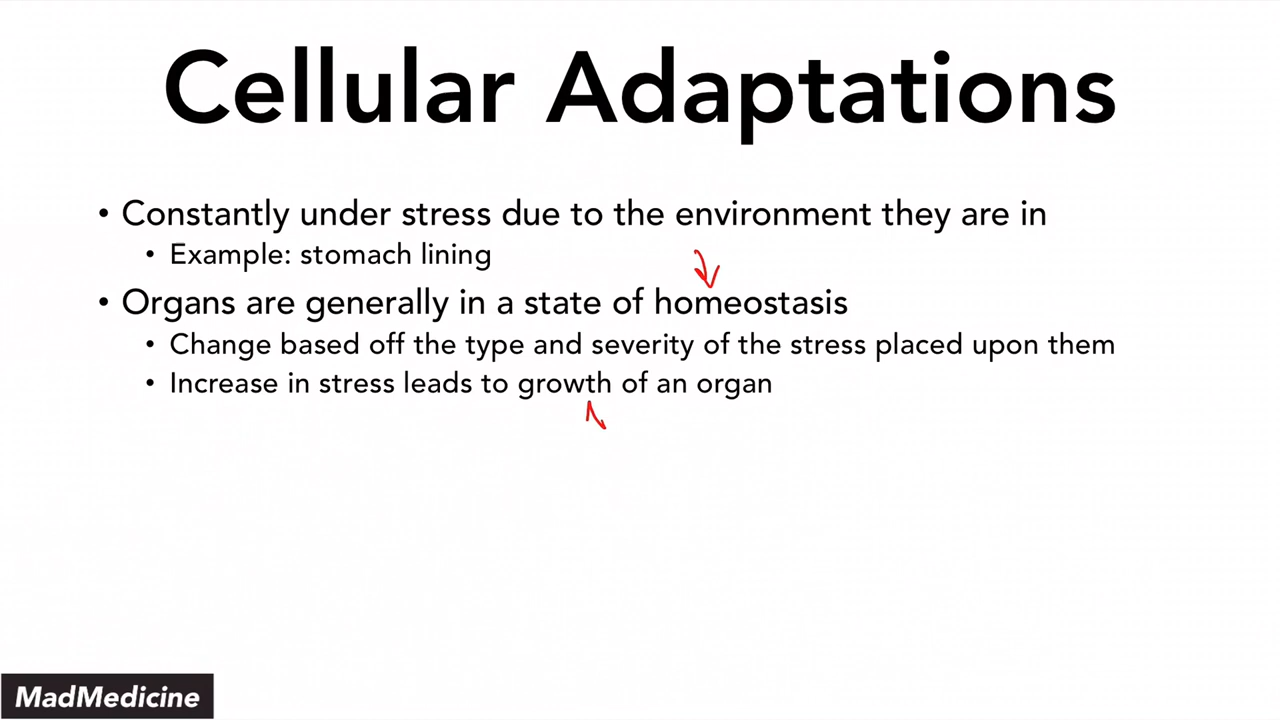 Cellular Adaptations
• Constantly under stress due to the environment they are in
• Example: stomach lining
• Organs are generally in a state of homeostasis
• Change based off the type and severity of the stress placed upon them
• Increase in stress leads to growth of an organ
MadMedicine